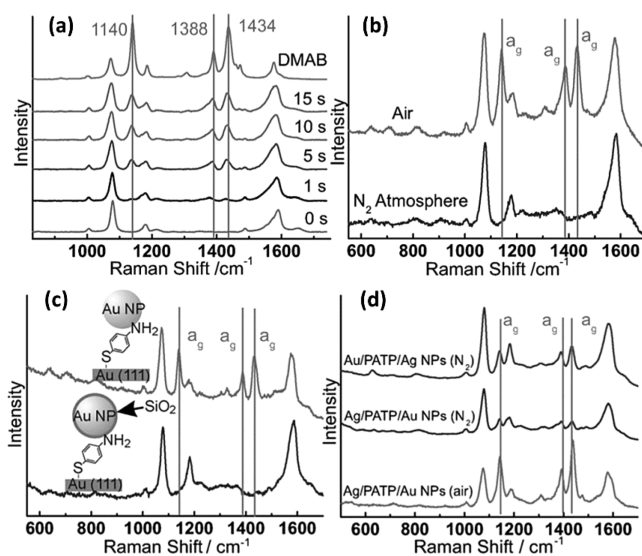 (a)
1140
1388
1434
DMAB
15 s
10 s
5 s
1 s
0 s
Intensity
1000 1200 1400 1600
Raman Shift /cm-1
(b)
ag
ag
ag
Air
N2 Atmosphere
Intensity
600 800 1000 1200 1400 1600
Raman Shift /cm-1
(c)
Au NP
NH2
S
Au (111)
ag
ag
ag
Au NP
SiO2
NH2
S
Au (111)
Intensity
600 800 1000 1200 1400 1600
Raman Shift /cm-1
(d)
ag
ag
ag
Au/PATP/Ag NPs (N2)
Ag/PATP/Au NPs (N2)
Ag/PATP/Au NPs (air)
Intensity
600 800 1000 1200 1400 1600
Raman Shift /cm-1